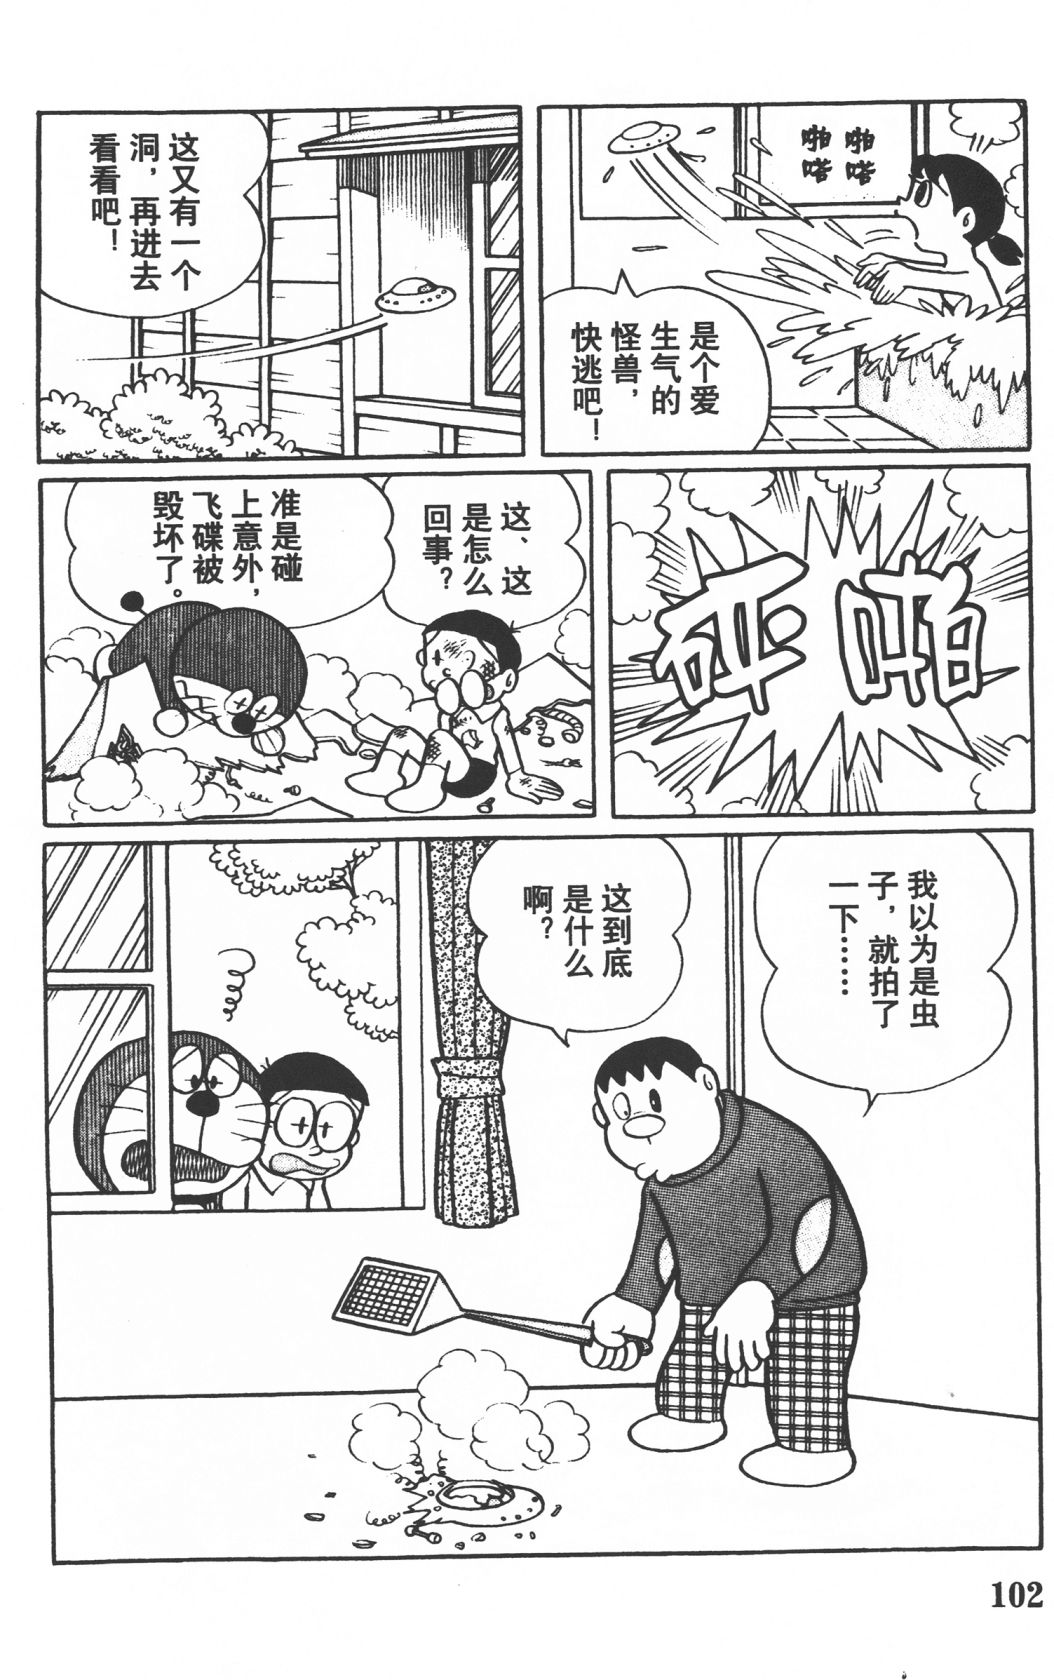 啪嗒
啪嗒
是个爱
生气的
怪兽，
快逃吧！
这又有一个
洞，再进去
看看吧！
砰啪
这、这
是怎么
回事？
准是碰
上意外，
飞碟被
毁坏了。
我以为是虫
子，就拍了
一下……
这到底
是什么
啊？
102